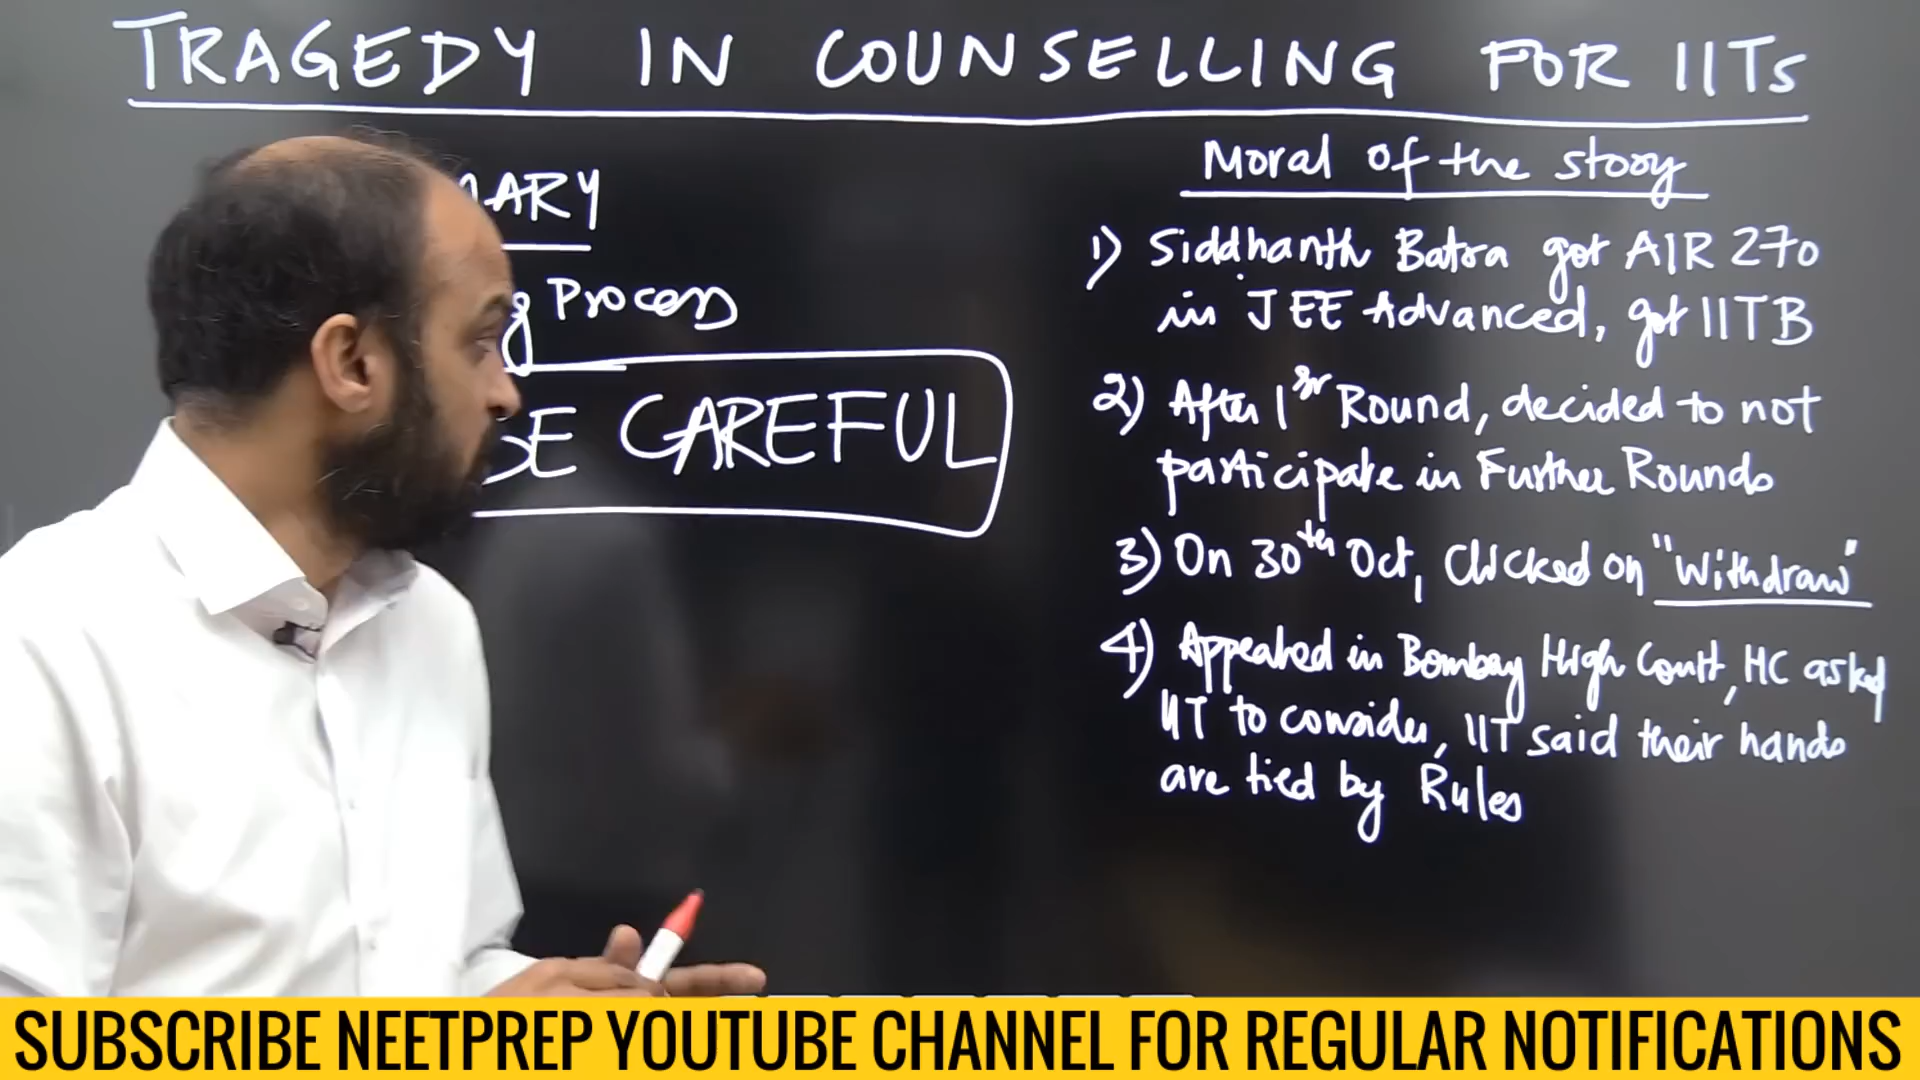 TRAGEDY IN COUNSELLING FOR IITs
MARY
Process
BE CAREFUL
Moral of the story
1) Siddhanth Batra got AIR 270
in JEE Advanced, got IITB
2) After 1st Round, decided to not
participate in Further Rounds
3) On 30th Oct, Clicked on "Withdraw"
4) Appealed in Bombay High Court, HC asked
IIT to consider, IIT said their hands
are tied by Rules
SUBSCRIBE NEETPREP YOUTUBE CHANNEL FOR REGULAR NOTIFICATIONS